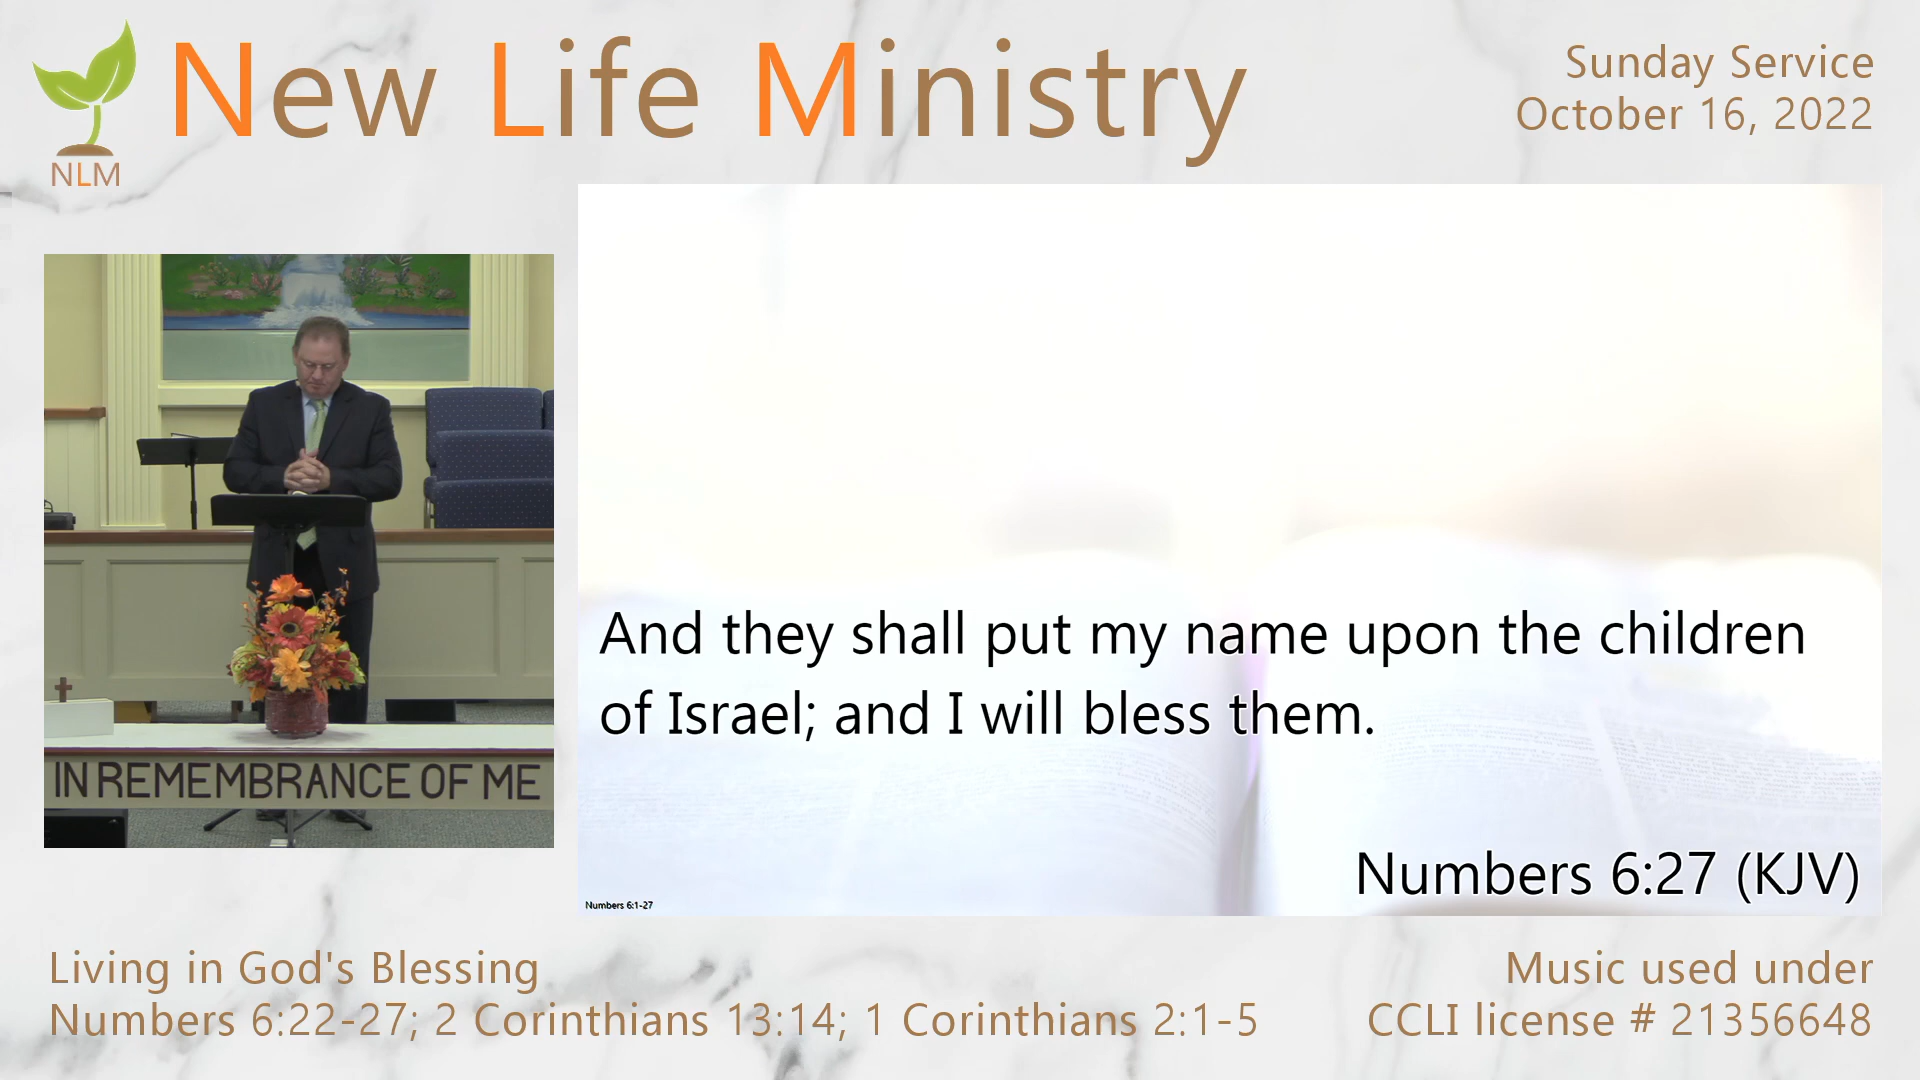 New Life Ministry
NLM
Sunday Service
October 16, 2022
IN REMEMBRANCE OF ME
And they shall put my name upon the children
of Israel; and I will bless them.
Numbers 6:27 (KJV)
Numbers 6:1-27
Living in God's Blessing
Numbers 6:22-27; 2 Corinthians 13:14; 1 Corinthians 2:1-5
Music used under
CCLI license # 21356648